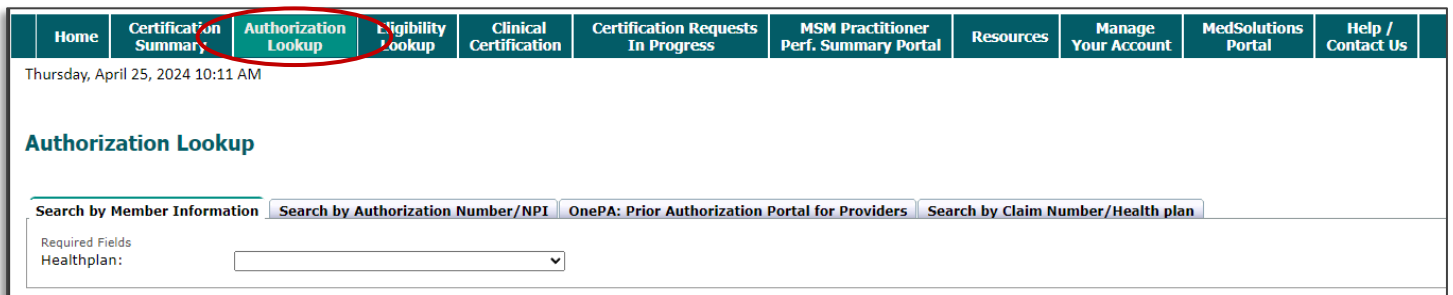 Home
Certification Summary
Authorization Lookup
Eligibility Lookup
Clinical Certification
Certification Requests In Progress
MSM Practitioner Perf. Summary Portal
Resources
Manage Your Account
MedSolutions Portal
Help / Contact Us
Thursday, April 25, 2024 10:11 AM
Authorization Lookup
Search by Member Information
Search by Authorization Number/NPI
OnePA: Prior Authorization Portal for Providers
Search by Claim Number/Health plan
Required Fields
Healthplan: